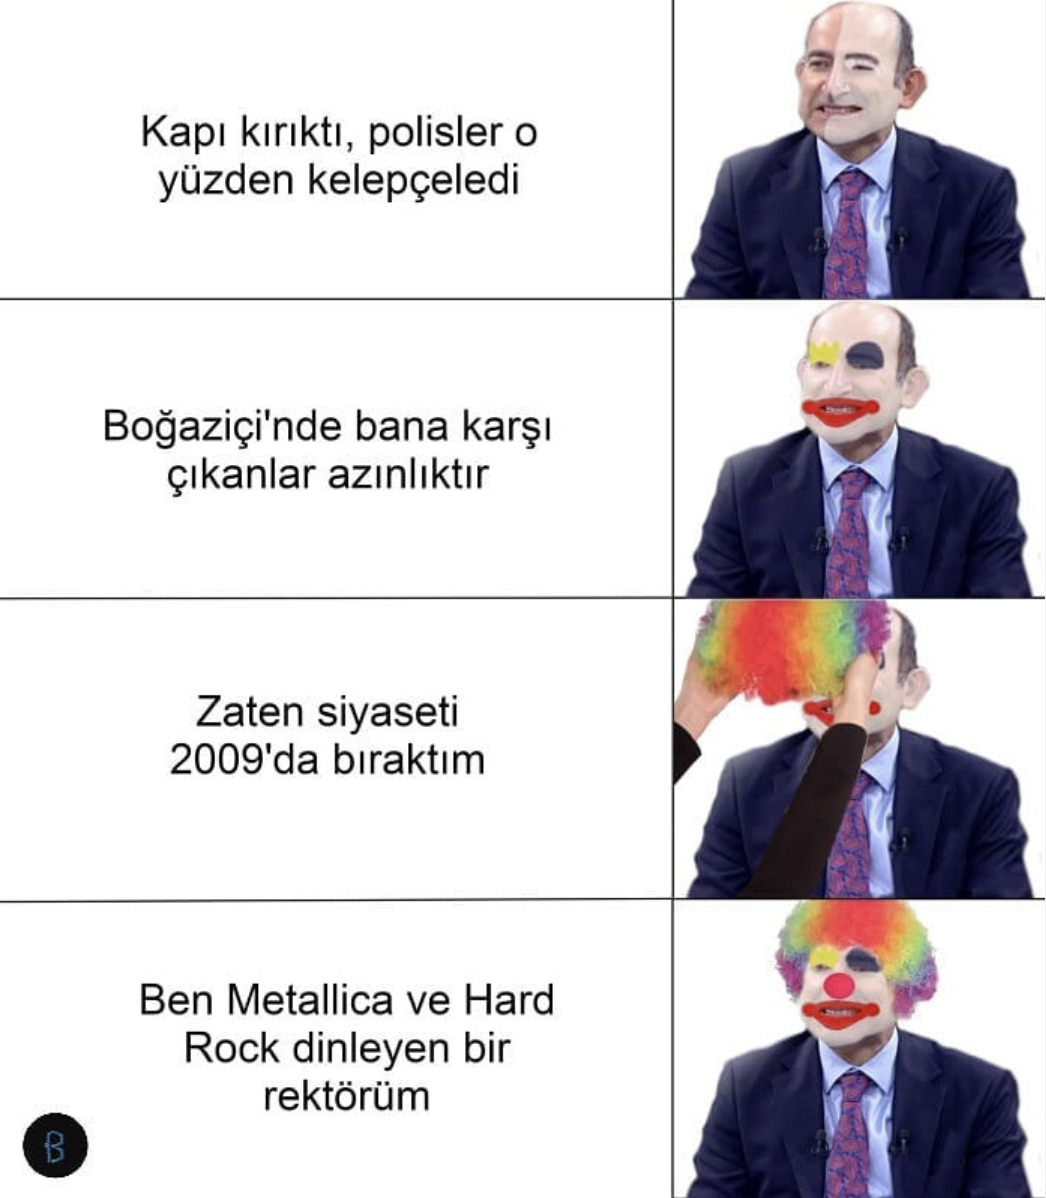 Kapı kırıktı, polisler o
yüzden kelepçeledi
Boğaziçi'nde bana karşı
çıkanlar azınlıktır
Zaten siyaseti
2009'da bıraktım
Ben Metallica ve Hard
Rock dinleyen bir
rektörüm
B